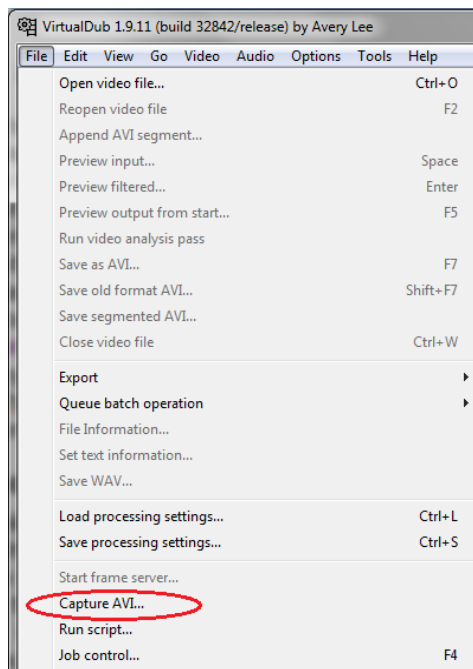 VirtualDub 1.9.11 (build 32842/release) by Avery Lee
File Edit View Go Video Audio Options Tools Help
Open video file... Ctrl+O
Reopen video file F2
Append AVI segment...
Preview input... Space
Preview filtered... Enter
Preview output from start... F5
Run video analysis pass
Save as AVI... F7
Save old format AVI... Shift+F7
Save segmented AVI...
Close video file Ctrl+W
Export
Queue batch operation
File Information...
Set text information...
Save WAV...
Load processing settings... Ctrl+L
Save processing settings... Ctrl+S
Start frame server...
Capture AVI...
Run script...
Job control... F4